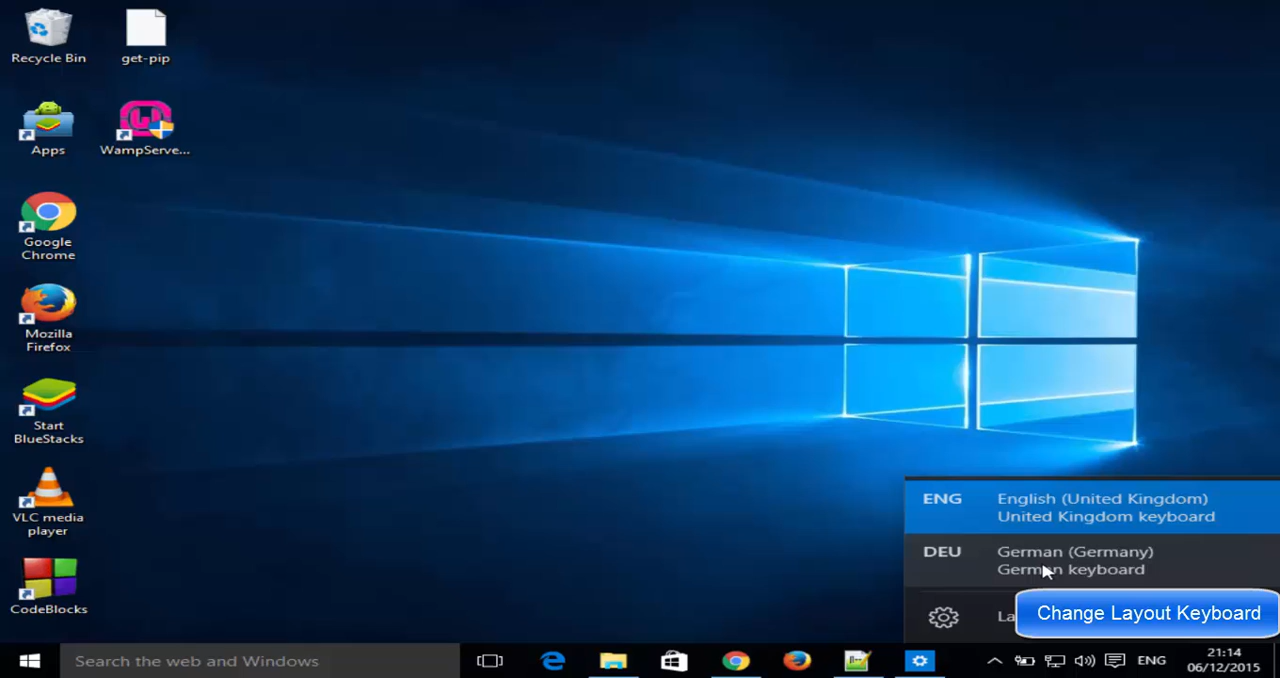 Recycle Bin
get-pip
Apps
WampServe...
Google
Chrome
Mozilla
Firefox
Start
BlueStacks
VLC media
player
CodeBlocks
ENG
English (United Kingdom)
United Kingdom keyboard
DEU
German (Germany)
German keyboard
La
Change Layout Keyboard
Search the web and Windows
ENG
21:14
06/12/2015